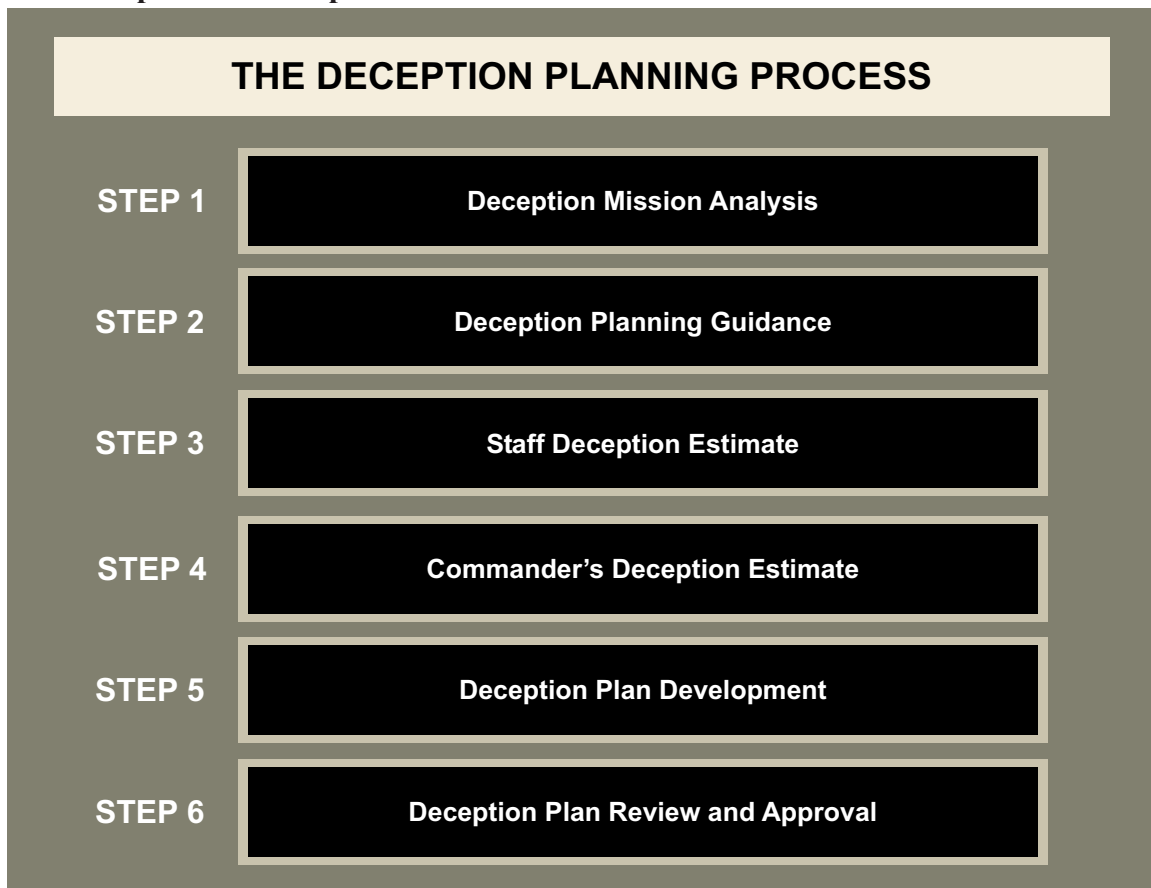 THE DECEPTION PLANNING PROCESS
STEP 1
Deception Mission Analysis
STEP 2
Deception Planning Guidance
STEP 3
Staff Deception Estimate
STEP 4
Commander’s Deception Estimate
STEP 5
Deception Plan Development
STEP 6
Deception Plan Review and Approval